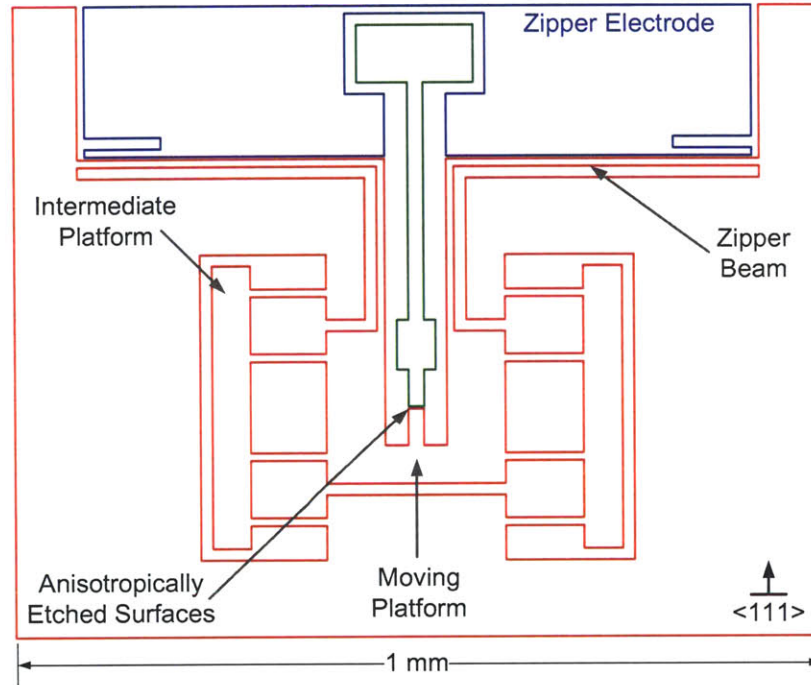 Zipper Electrode
Intermediate
Platform
Zipper
Beam
Anisotropically
Etched Surfaces
Moving
Platform
<111>
1 mm